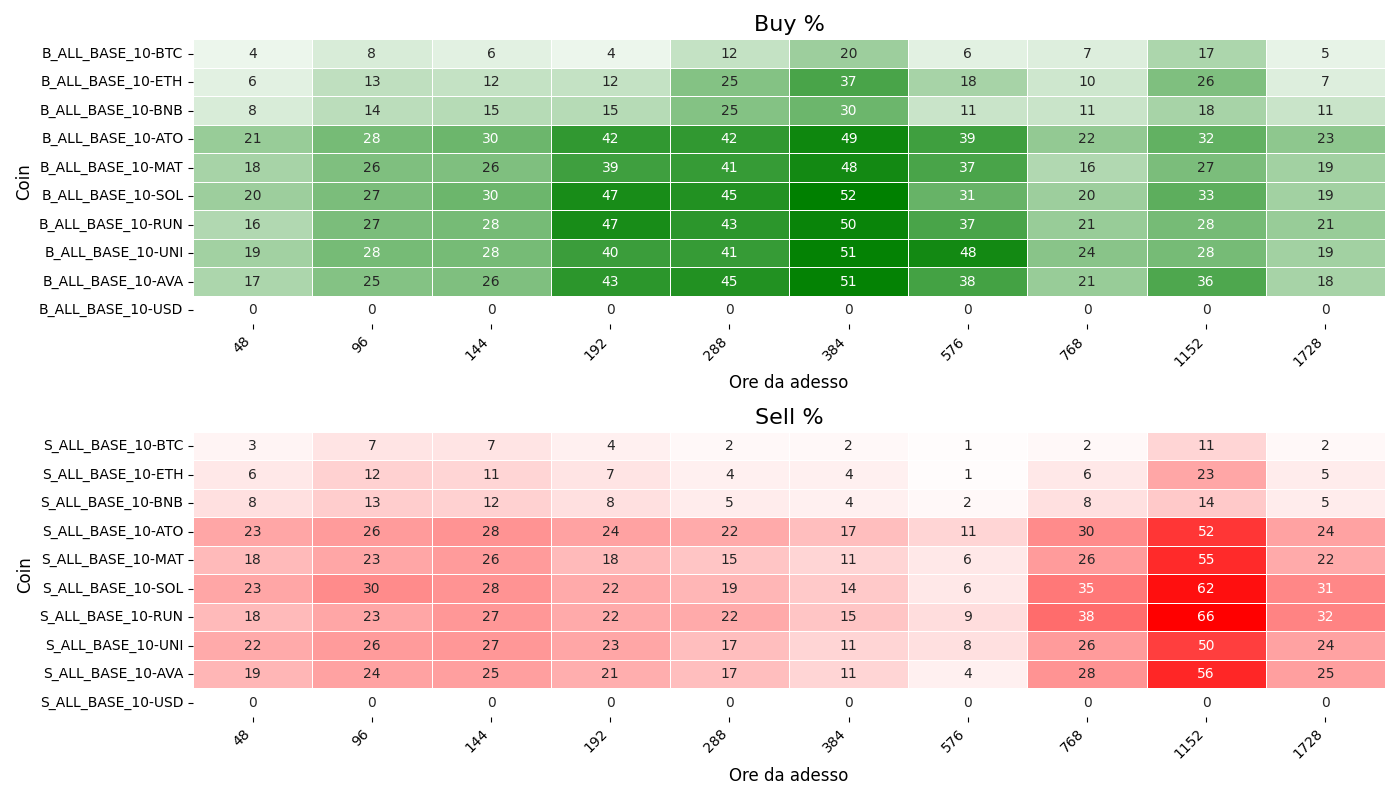 Buy %
B_ALL_BASE_10-BTC 4 8 6 4 12 20 6 7 17 5
B_ALL_BASE_10-ETH 6 13 12 12 25 37 18 10 26 7
B_ALL_BASE_10-BNB 8 14 15 15 25 30 11 11 18 11
B_ALL_BASE_10-ATO 21 28 30 42 42 49 39 22 32 23
B_ALL_BASE_10-MAT 18 26 26 39 41 48 37 16 27 19
B_ALL_BASE_10-SOL 20 27 30 47 45 52 31 20 33 19
B_ALL_BASE_10-RUN 16 27 28 47 43 50 37 21 28 21
B_ALL_BASE_10-UNI 19 28 28 40 41 51 48 24 28 19
B_ALL_BASE_10-AVA 17 25 26 43 45 51 38 21 36 18
B_ALL_BASE_10-USD 0 0 0 0 0 0 0 0 0 0
Coin
48 96 144 192 288 384 576 768 1152 1728
Ore da adesso
Sell %
S_ALL_BASE_10-BTC 3 7 7 4 2 2 1 2 11 2
S_ALL_BASE_10-ETH 6 12 11 7 4 4 1 6 23 5
S_ALL_BASE_10-BNB 8 13 12 8 5 4 2 8 14 5
S_ALL_BASE_10-ATO 23 26 28 24 22 17 11 30 52 24
S_ALL_BASE_10-MAT 18 23 26 18 15 11 6 26 55 22
S_ALL_BASE_10-SOL 23 30 28 22 19 14 6 35 62 31
S_ALL_BASE_10-RUN 18 23 27 22 22 15 9 38 66 32
S_ALL_BASE_10-UNI 22 26 27 23 17 11 8 26 50 24
S_ALL_BASE_10-AVA 19 24 25 21 17 11 4 28 56 25
S_ALL_BASE_10-USD 0 0 0 0 0 0 0 0 0 0
Coin
48 96 144 192 288 384 576 768 1152 1728
Ore da adesso